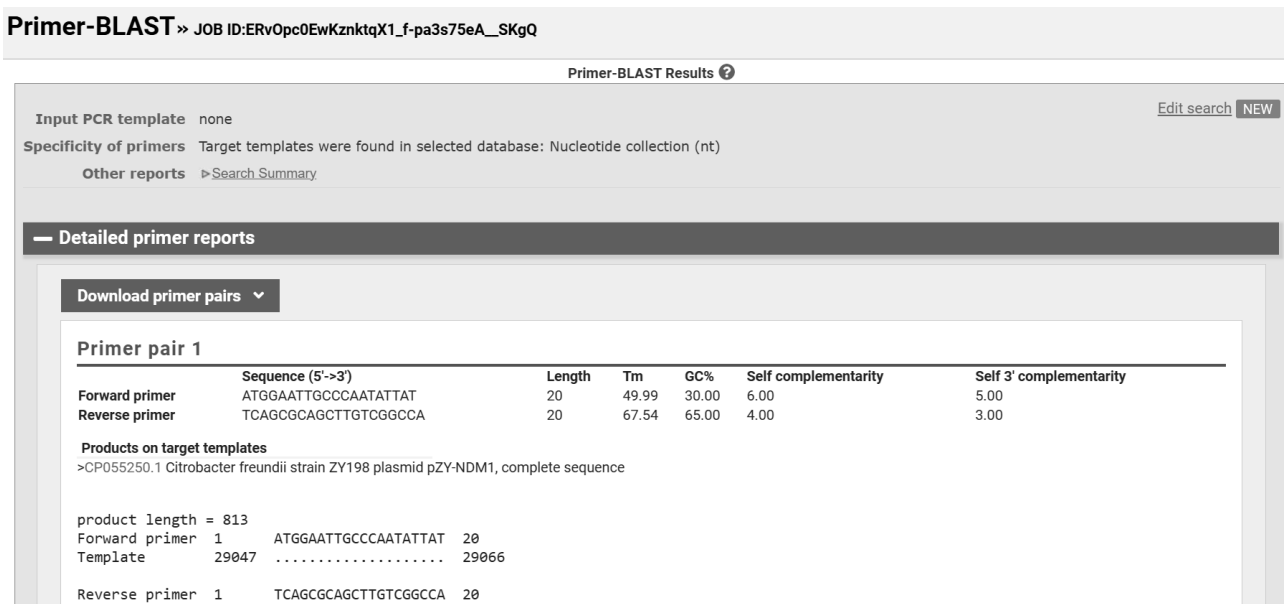 Primer-BLAST » JOB ID:ERvOpc0EwKznktqX1_f-pa3s75eA__SKgQ
Primer-BLAST Results ?
Edit search NEW
Input PCR template none
Specificity of primers Target templates were found in selected database: Nucleotide collection (nt)
Other reports Search Summary
Detailed primer reports
Download primer pairs
Primer pair 1
Sequence (5'->3') Length Tm GC% Self complementarity Self 3' complementarity
Forward primer ATGGAATTGCCCAATATTAT 20 49.99 30.00 6.00 5.00
Reverse primer TCAGCGCAGCTTGTCGGCCA 20 67.54 65.00 4.00 3.00
Products on target templates
>CP055250.1 Citrobacter freundii strain ZY198 plasmid pZY-NDM1, complete sequence
product length = 813
Forward primer 1 ATGGAATTGCCCAATATTAT 20
Template 29047 .................... 29066
Reverse primer 1 TCAGCGCAGCTTGTCGGCCA 20